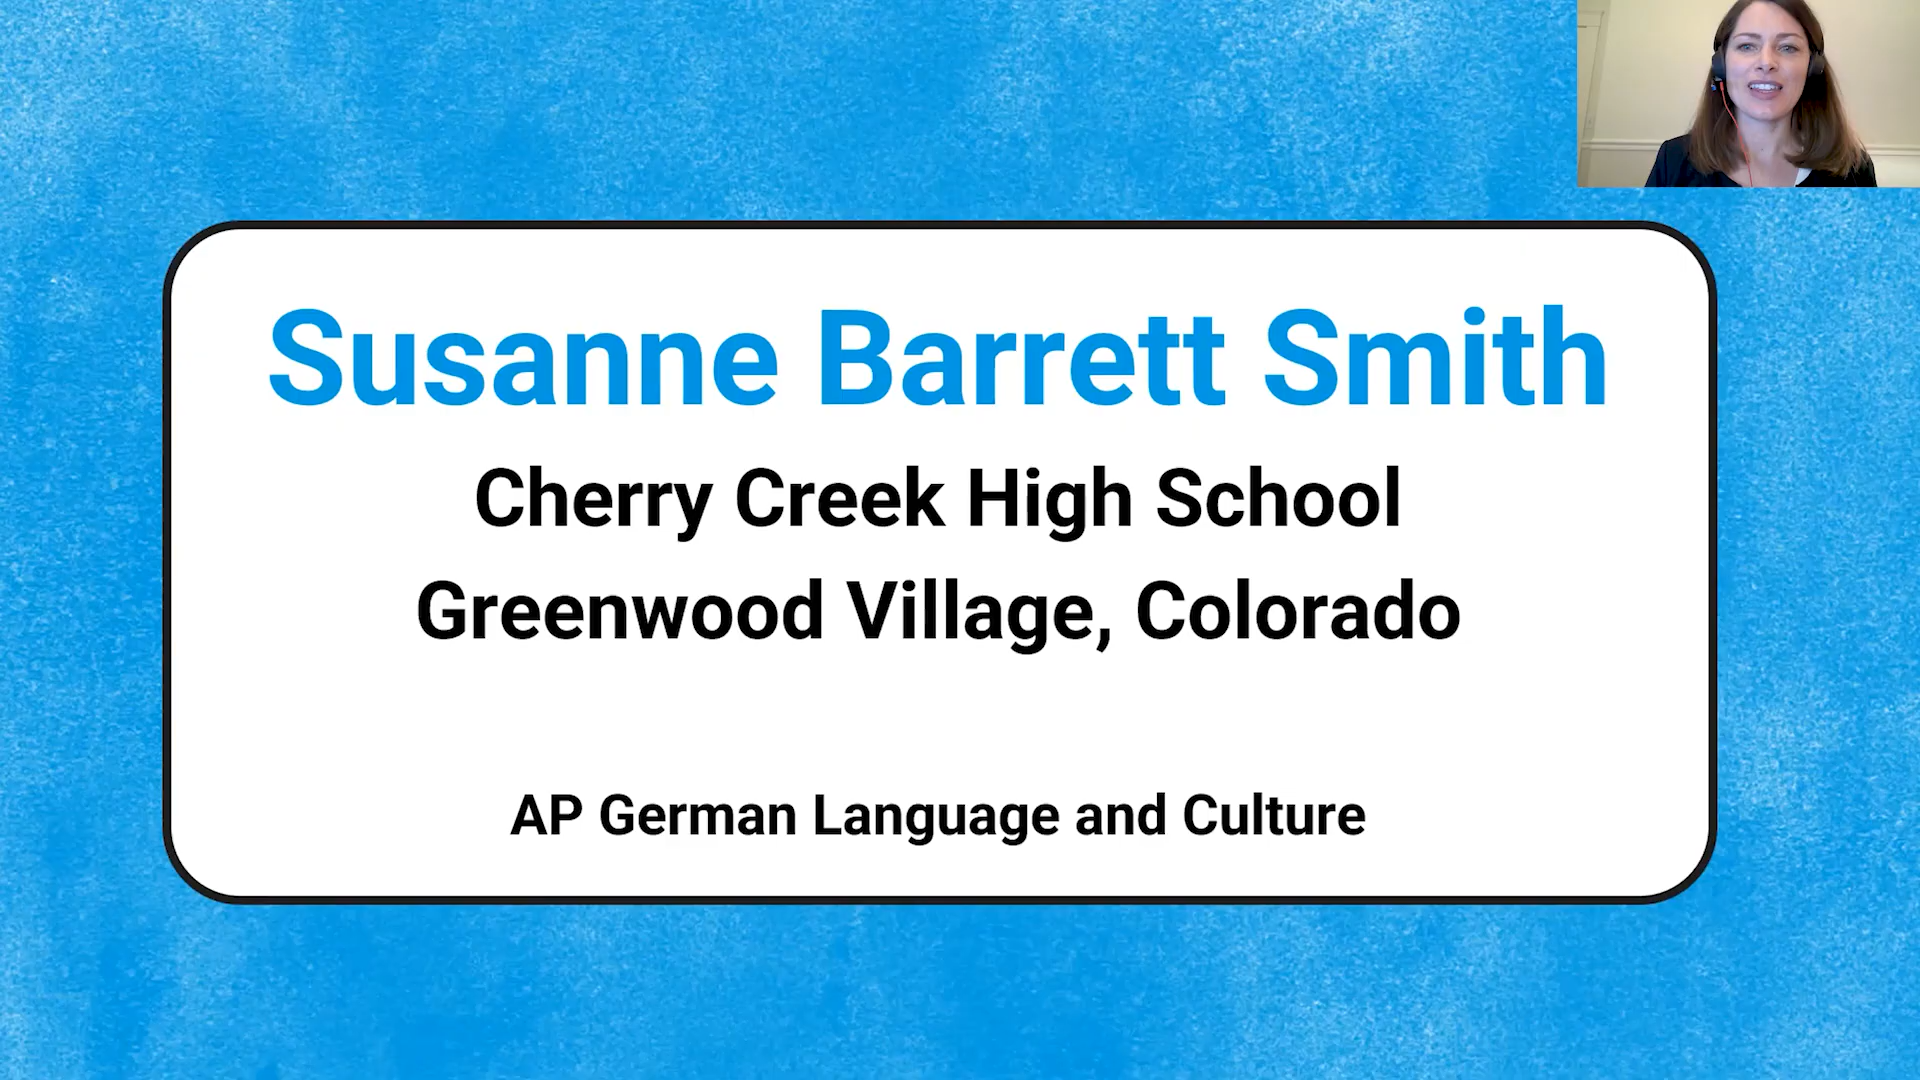 Susanne Barrett Smith
Cherry Creek High School
Greenwood Village, Colorado
AP German Language and Culture